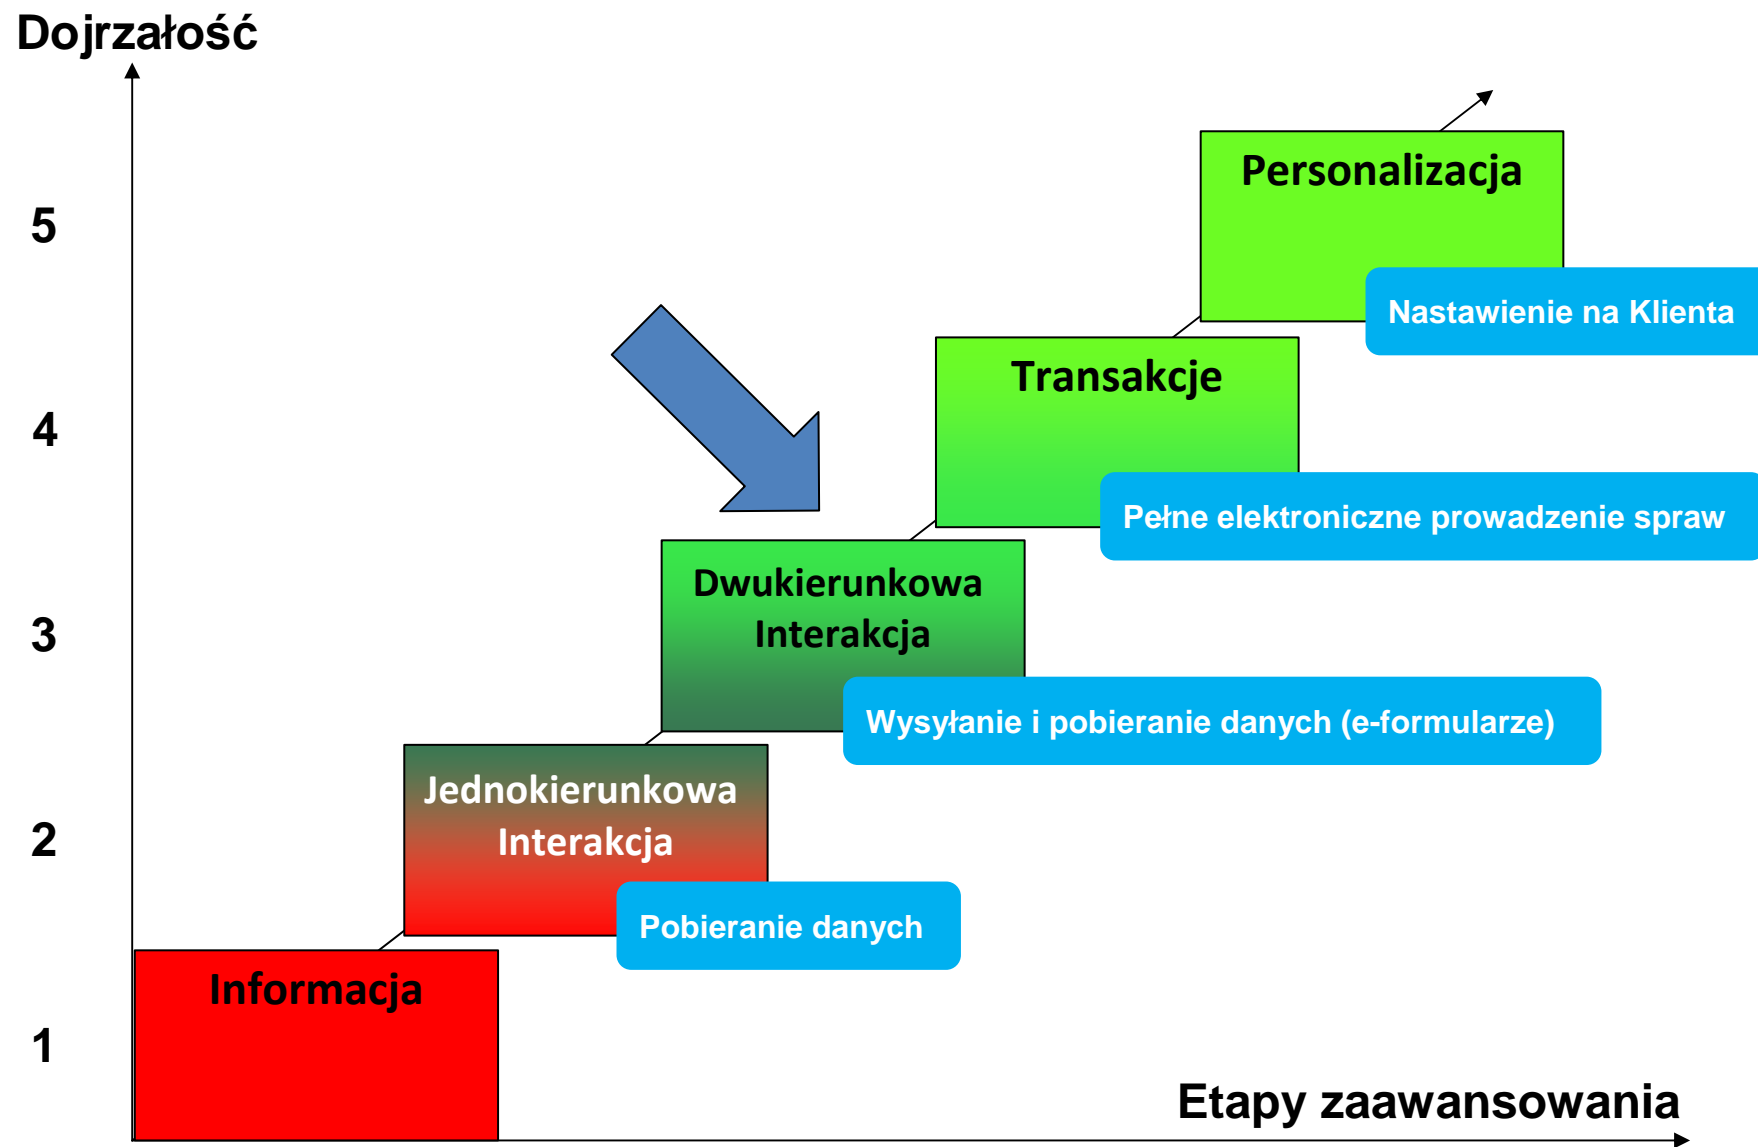 Dojrzałość
5
Personalizacja
Nastawienie na Klienta
4
Transakcje
Pełne elektroniczne prowadzenie spraw
3
Dwukierunkowa
Interakcja
Wysyłanie i pobieranie danych (e-formularze)
2
Jednokierunkowa
Interakcja
Pobieranie danych
1
Informacja
Etapy zaawansowania